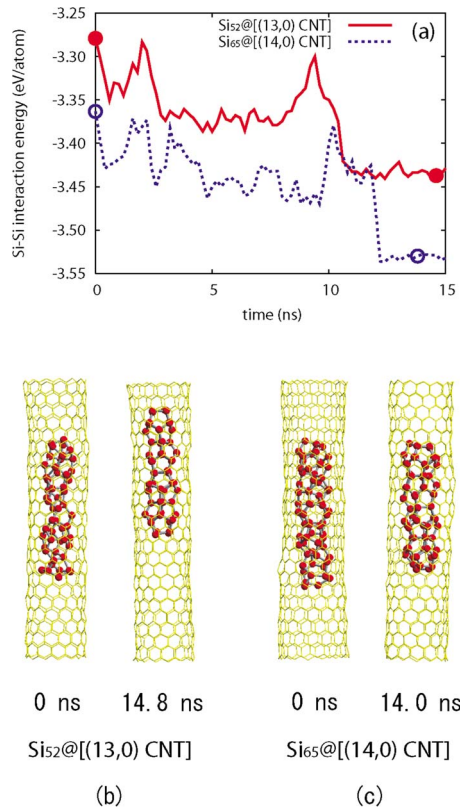 -3.25
-3.30
-3.35
-3.40
-3.45
-3.50
-3.55
Si-Si interaction energy (eV/atom)
Si52@[(13,0) CNT]
Si65@[(14,0) CNT]
(a)
0 5 10 15
time (ns)
0 ns 14.8 ns 0 ns 14.0 ns
Si52@[(13,0) CNT] Si65@[(14,0) CNT]
(b) (c)